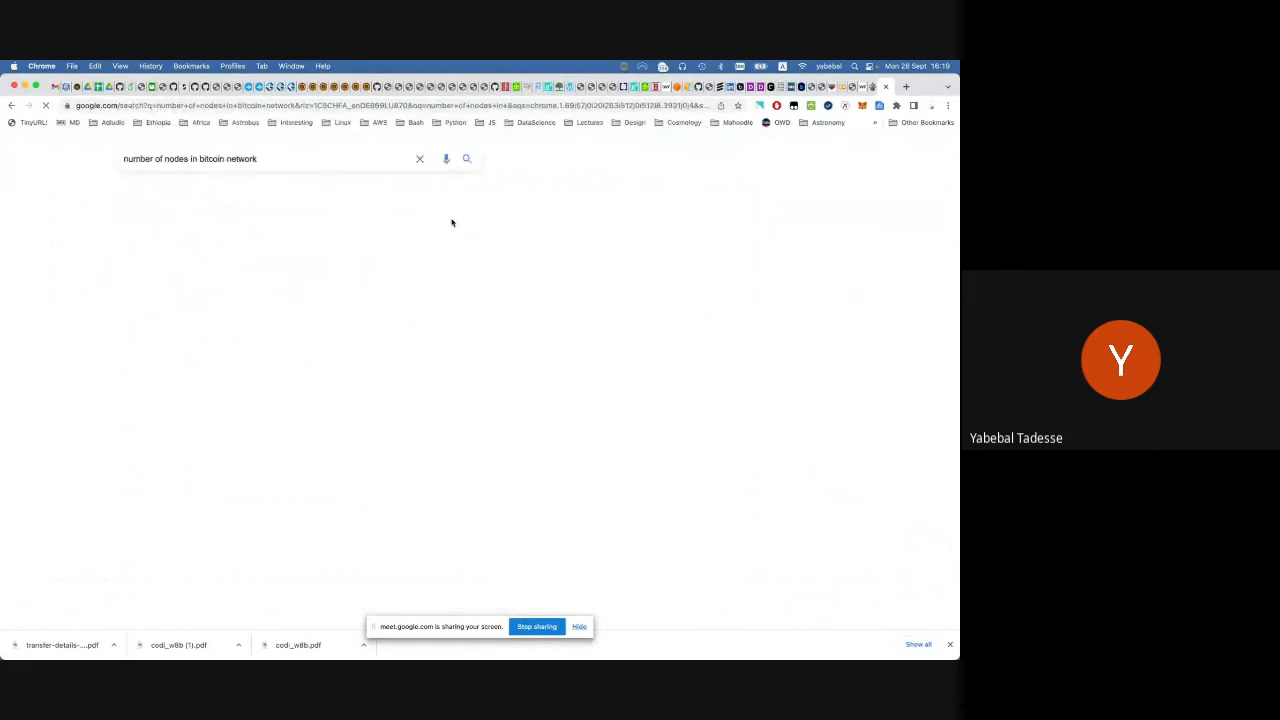 Chrome File Edit View History Bookmarks Profiles Tab Window Help yabebal Mon 26 Sept 16:19
TinyURL! MD Adludio Ethiopia Africa Astrobus Interesting Linux AWS Bash Python JS DataScience Lectures Design Cosmology Mahoodle OWD Astronomy » Other Bookmarks
number of nodes in bitcoin network
Y
Yabebal Tadesse
meet.google.com is sharing your screen. Stop sharing Hide
transfer-details-....pdf codi_w8b (1).pdf codi_w8b.pdf Show all